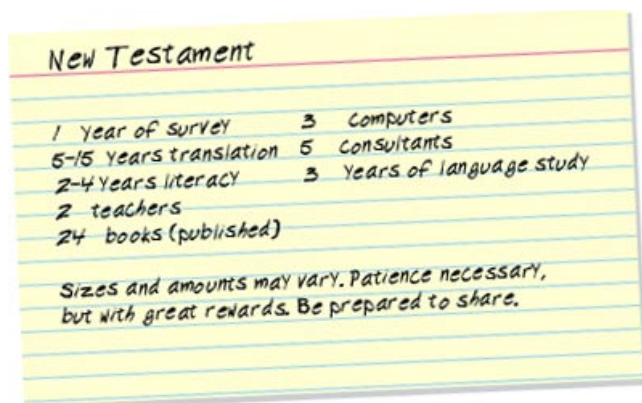 New Testament
1 Year of survey 3 Computers
5-15 Years translation 5 Consultants
2-4 Years literacy 3 Years of language study
2 teachers
24 books (published)
Sizes and amounts may vary. Patience necessary,
but with great rewards. Be prepared to share.